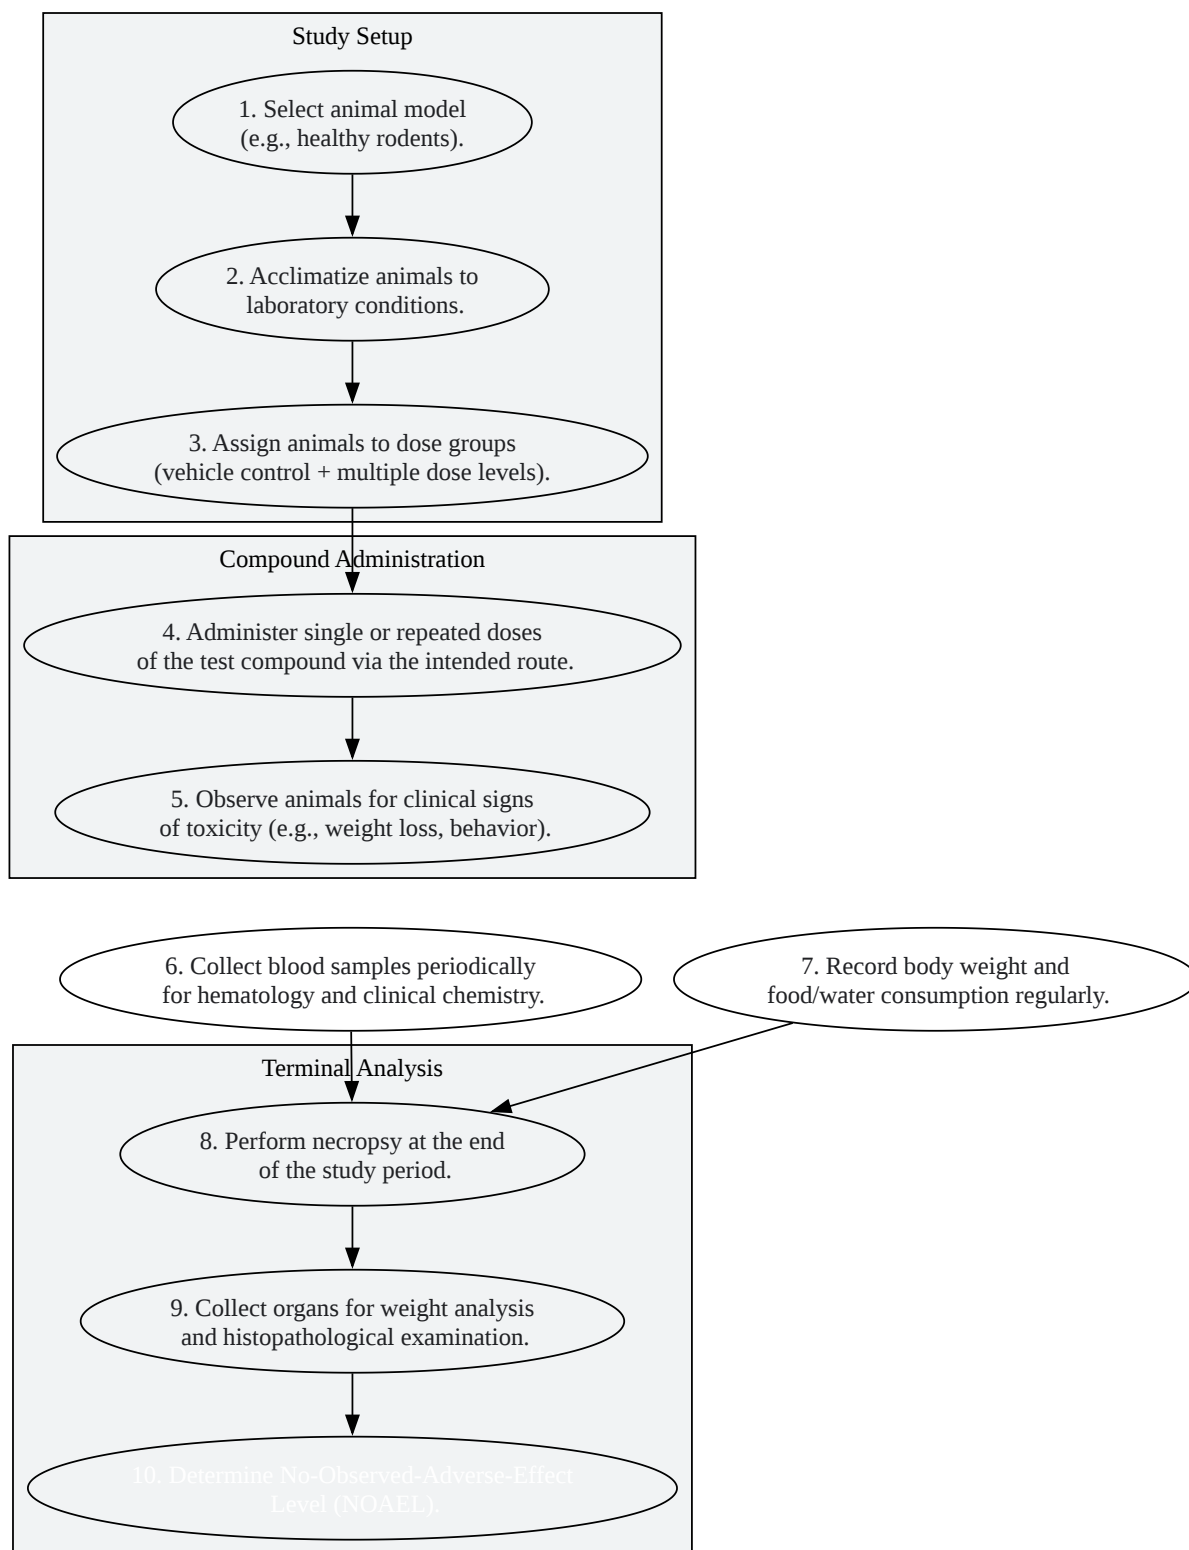 Study Setup
1. Select animal model
(e.g., healthy rodents).
2. Acclimatize animals to
laboratory conditions.
3. Assign animals to dose groups
(vehicle control + multiple dose levels).
Compound Administration
4. Administer single or repeated doses
of the test compound via the intended route.
5. Observe animals for clinical signs
of toxicity (e.g., weight loss, behavior).
6. Collect blood samples periodically
for hematology and clinical chemistry.
7. Record body weight and
food/water consumption regularly.
Terminal Analysis
8. Perform necropsy at the end
of the study period.
9. Collect organs for weight analysis
and histopathological examination.
10. Determine No-Observed-Adverse-Effect
Level (NOAEL).